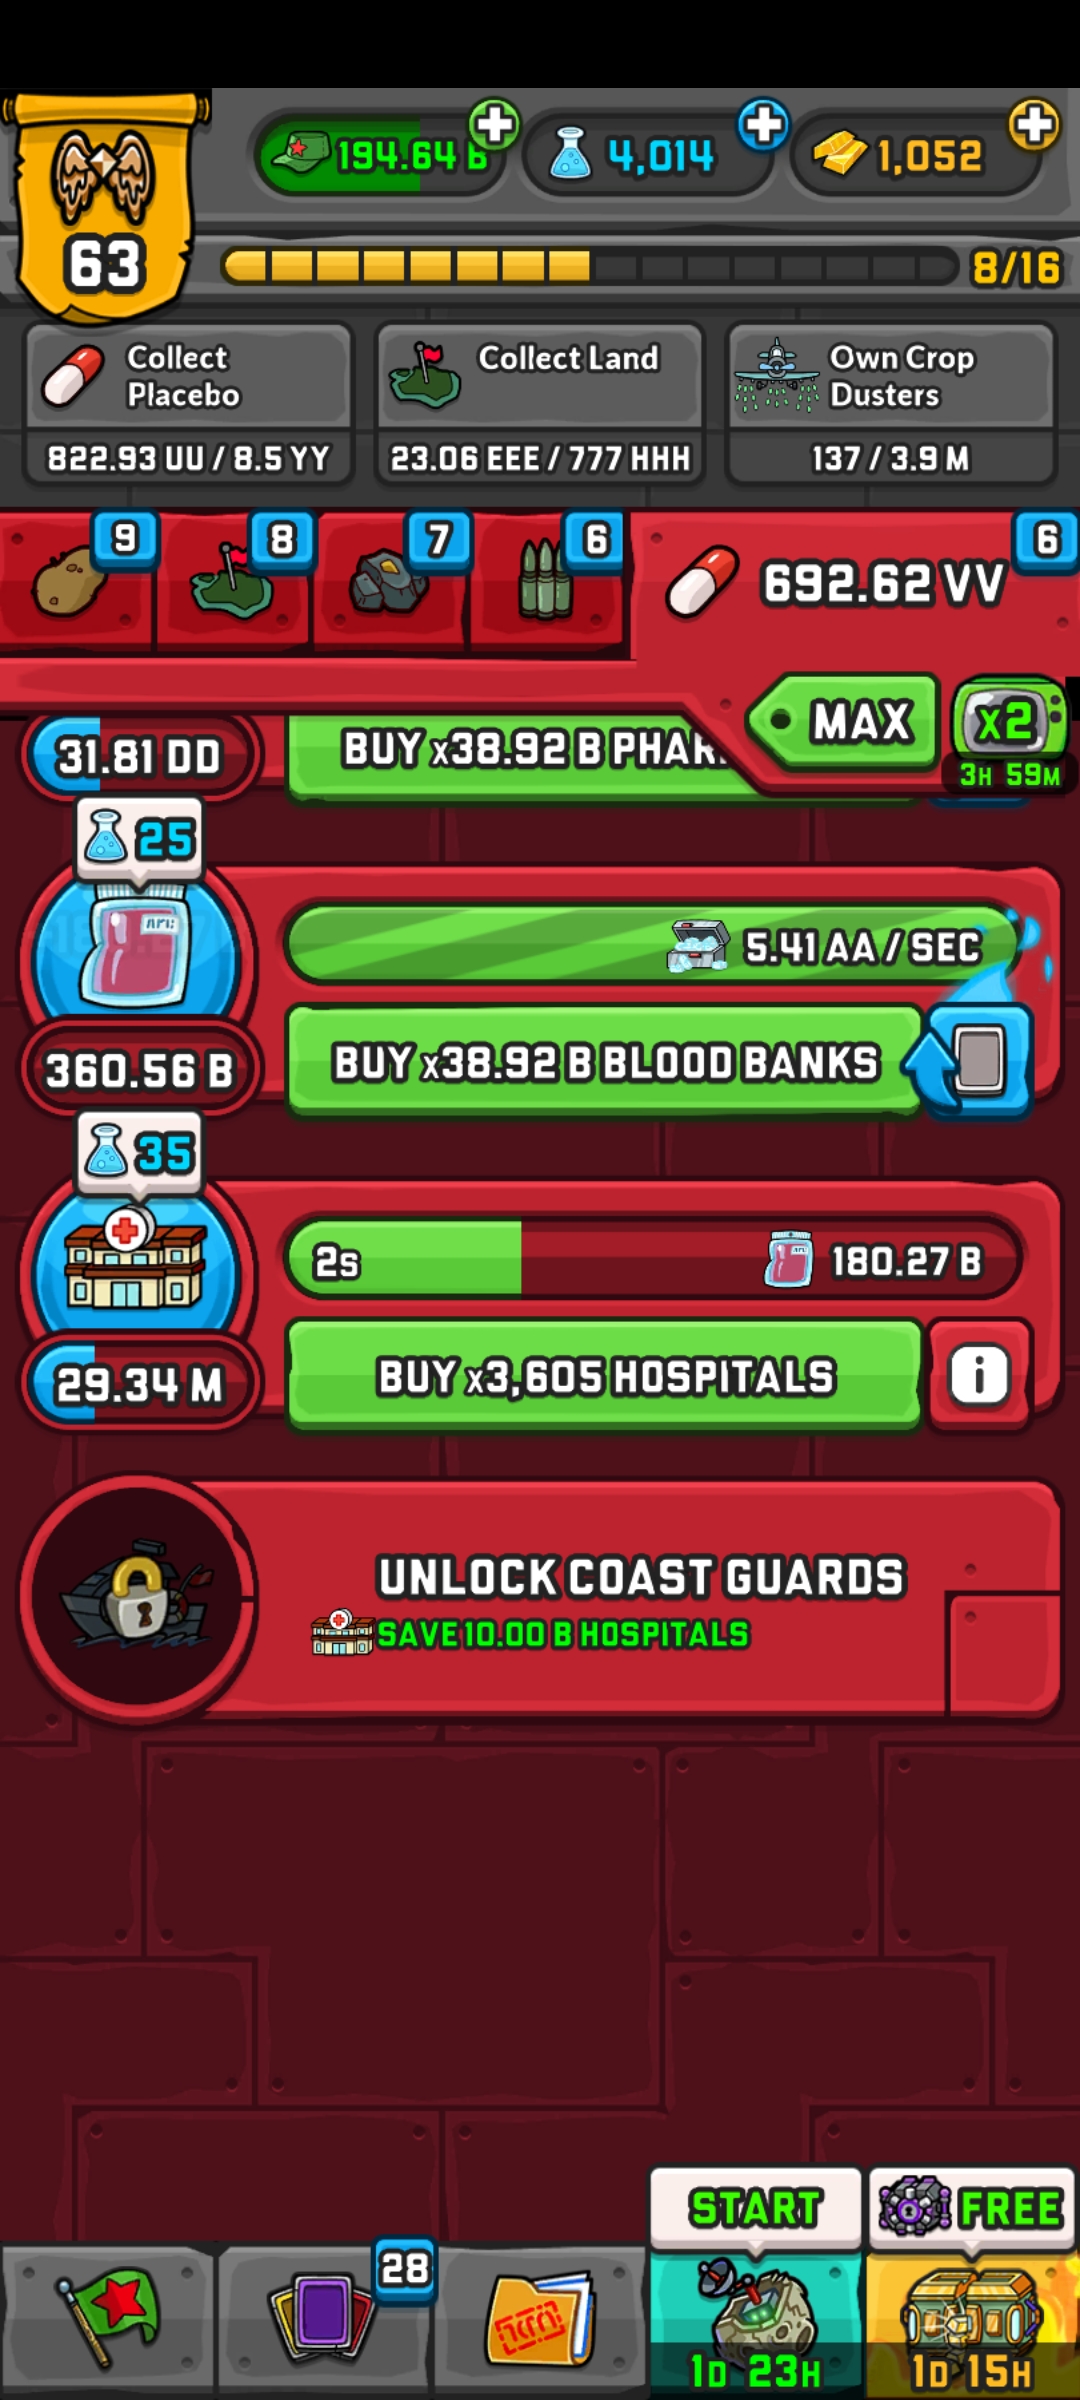 63
194.64 B
4,014
1,052
8/16
Collect
Placebo
822.93 UU / 8.5 YY
Collect Land
23.06 EEE / 777 HHH
Own Crop
Dusters
137 / 3.9 M
9
8
7
6
692.62 VV
6
MAX
x2
3H 59M
31.81 DD
BUY x38.92 B PHAR
25
5.41 AA / SEC
360.56 B
BUY x38.92 B BLOOD BANKS
35
2s
180.27 B
29.34 M
BUY x3,605 HOSPITALS
i
UNLOCK COAST GUARDS
SAVE 10.00 B HOSPITALS
START
FREE
28
1D 23H
1D 15H